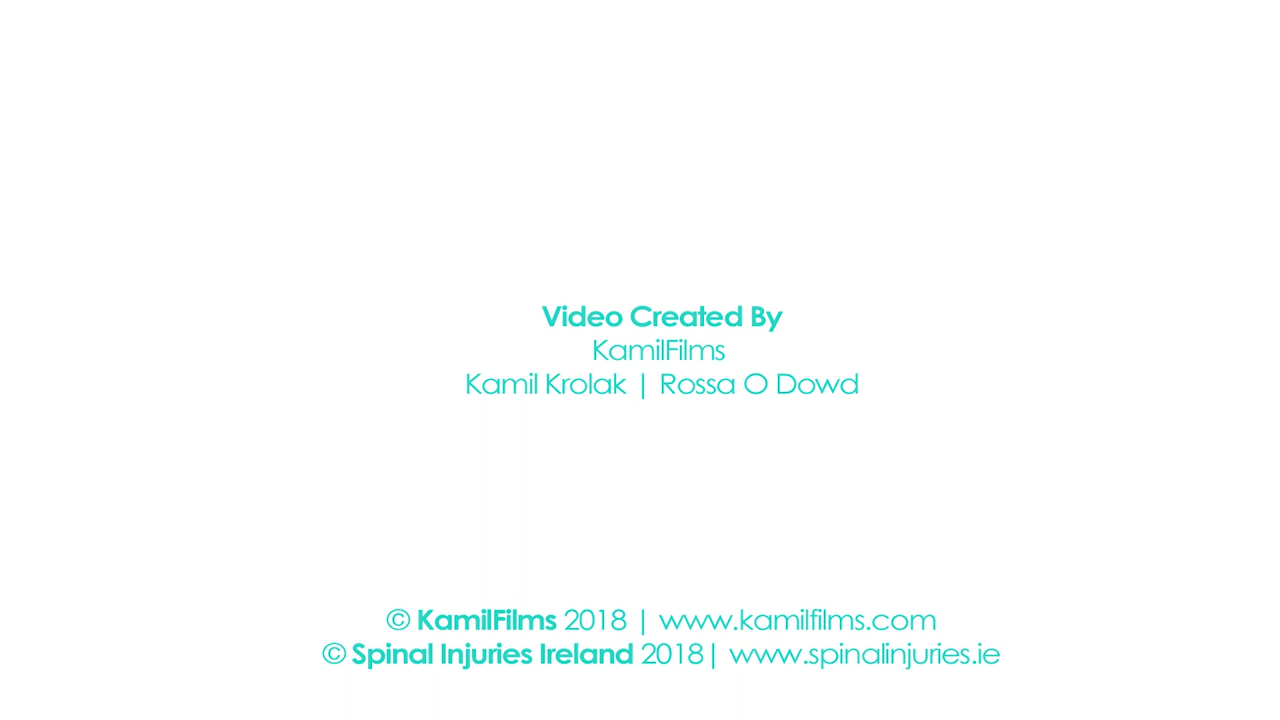 Video Created By
KamilFilms
Kamil Krolak | Rossa O Dowd
© KamilFilms 2018 | www.kamilfilms.com
© Spinal Injuries Ireland 2018| www.spinalinjuries.ie